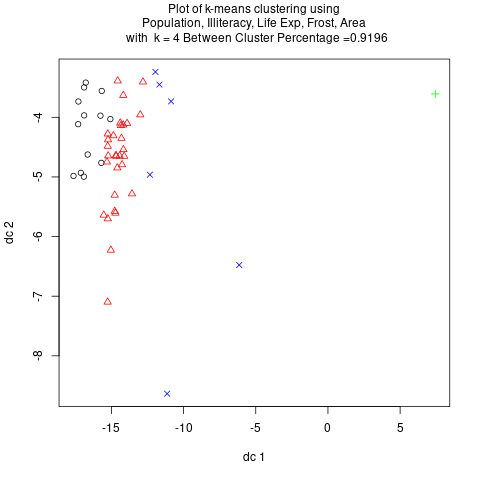 Plot of k-means clustering using
Population, Illiteracy, Life Exp, Frost, Area
with k = 4 Between Cluster Percentage =0.9196
-4
-5
-6
-7
-8
dc 2
-15 -10 -5 0 5
dc 1